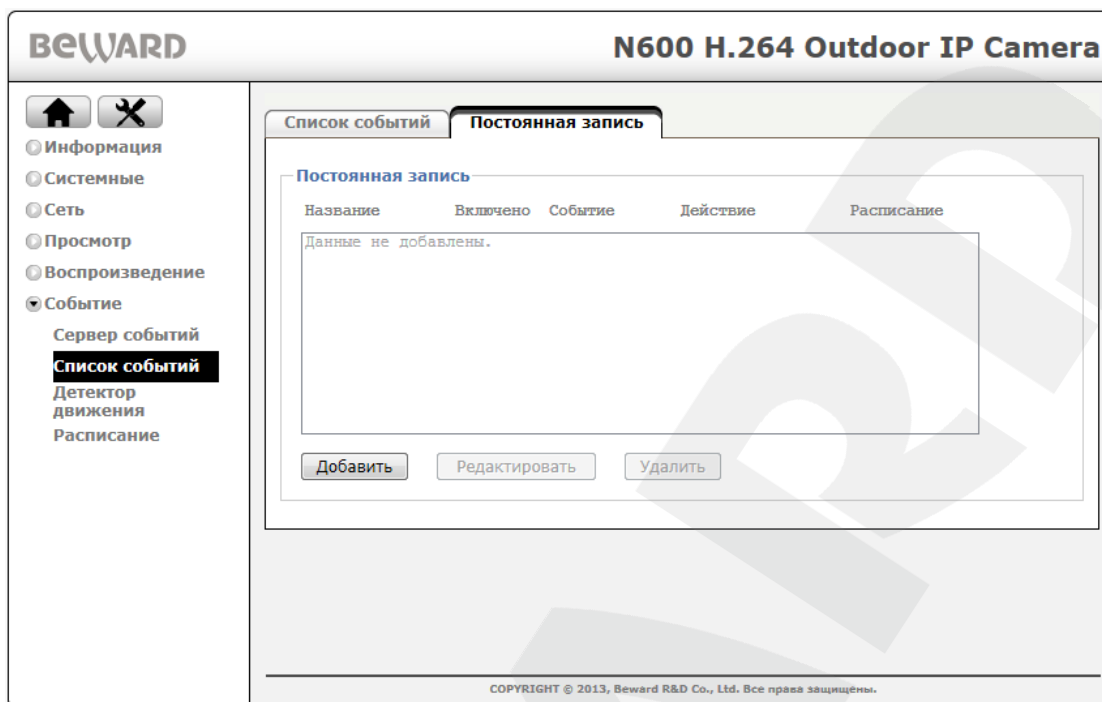 BEWARD
N600 H.264 Outdoor IP Camera
Информация
Системные
Сеть
Просмотр
Воспроизведение
Событие
Сервер событий
Список событий
Детектор
движения
Расписание
Список событий Постоянная запись
Постоянная запись
Название Включено Событие Действие Расписание
Данные не добавлены.
Добавить Редактировать Удалить
COPYRIGHT © 2013, Beward R&D Co., Ltd. Все права защищены.